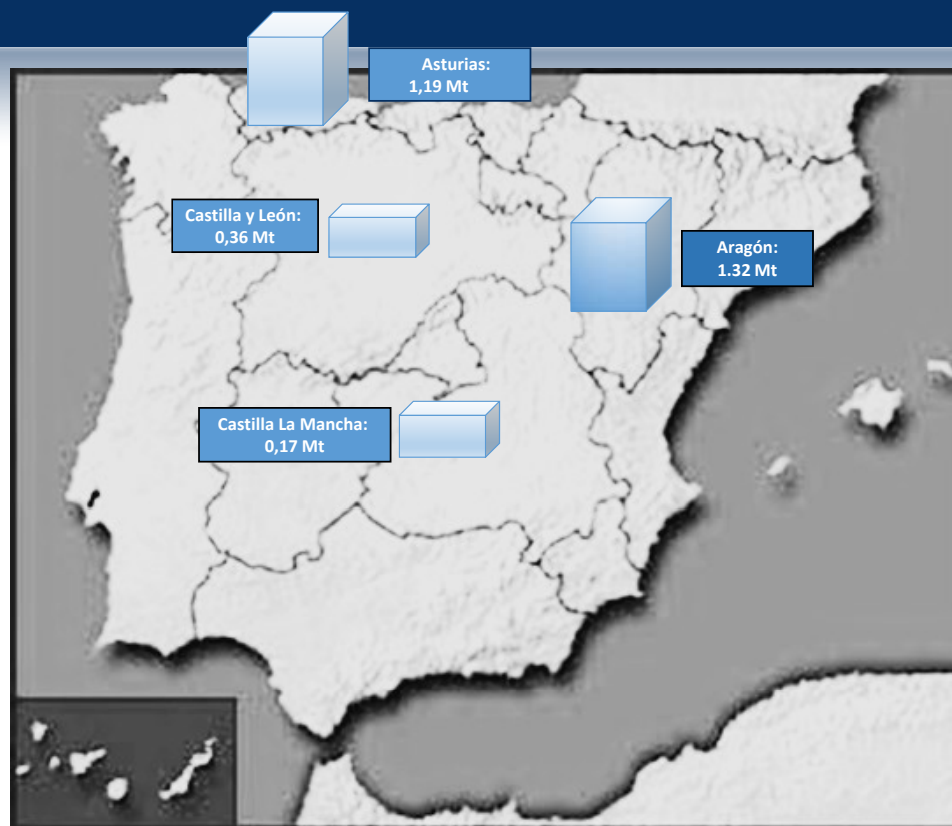 Asturias:
1,19 Mt
Castilla y León:
0,36 Mt
Aragón:
1.32 Mt
Castilla La Mancha:
0,17 Mt